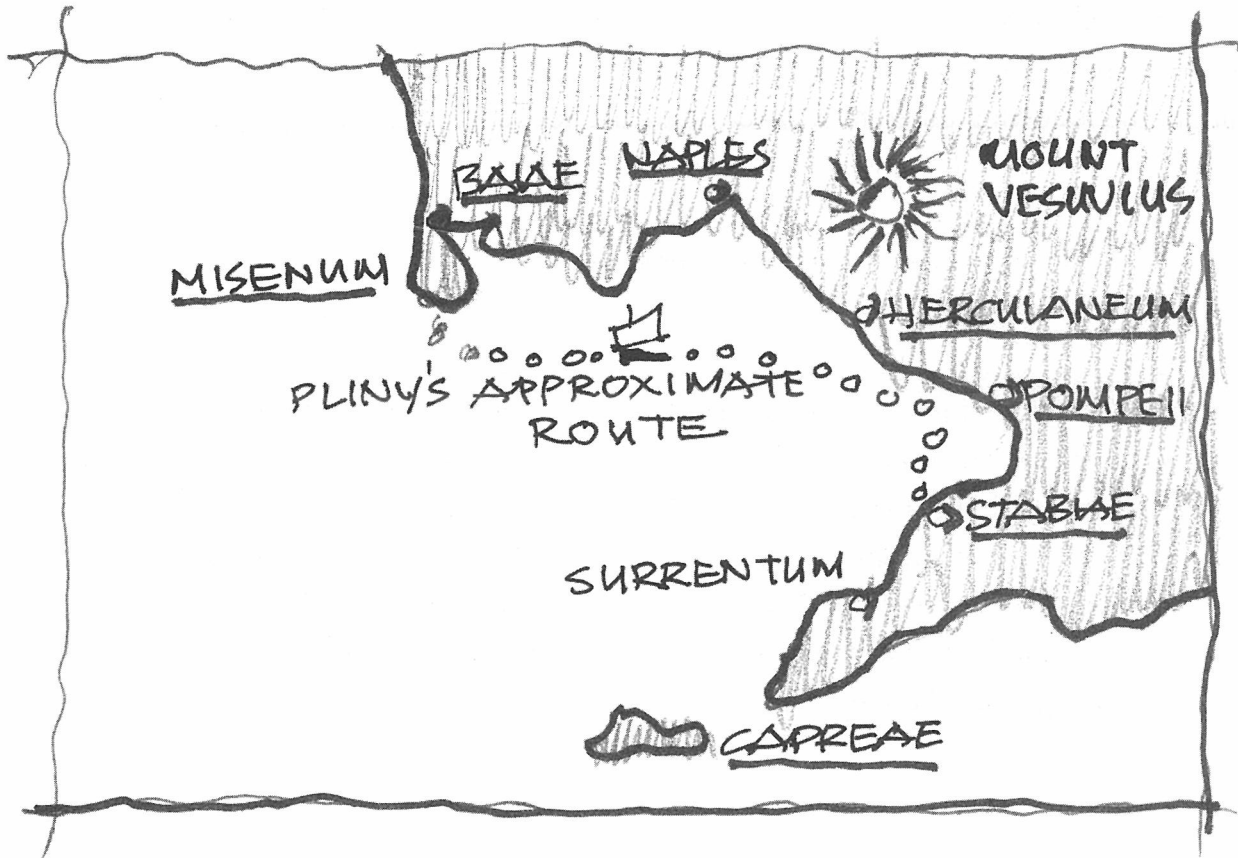 BAIAE
NAPLES
MOUNT
VESUVIUS
MISENUM
HERCULANEUM
PLINY'S APPROXIMATE
ROUTE
POMPEII
STABIAE
SURRENTUM
CAPREAE